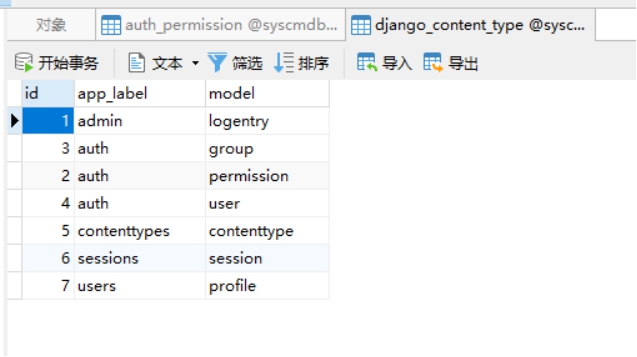 对象 auth_permission @syscmdb... django_content_type @sysc...
开始事务 文本 筛选 排序 导入 导出
id app_label model
1 admin logentry
3 auth group
2 auth permission
4 auth user
5 contenttypes contenttype
6 sessions session
7 users profile